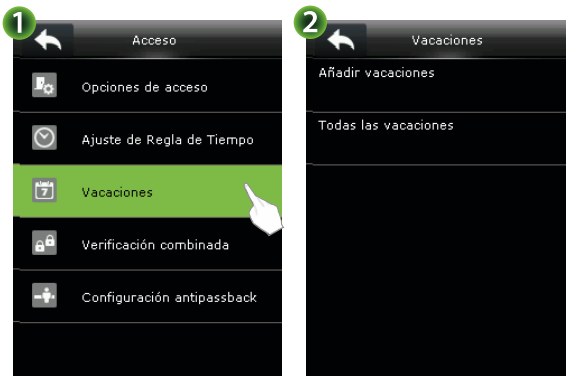 1
Acceso
Opciones de acceso
Ajuste de Regla de Tiempo
7
Vacaciones
Verificación combinada
Configuración antipassback
2
Vacaciones
Añadir vacaciones
Todas las vacaciones